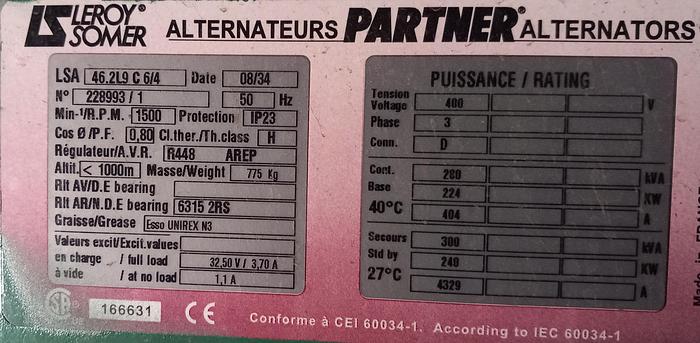 LS LEROY® SOMER ALTERNATEURS PARTNER® ALTERNATORS
LSA 46.2L9 C 6/4 Date 08/34
N° 228993 / 1 50 Hz
Min-¹/R.P.M. 1500 Protection IP23
Cos Ø /P.F. 0,80 Cl.ther./Th.class H
Régulateur/A.V.R. R448 AREP
Altit. < 1000m Masse/Weight 775 Kg
Rlt AV/D.E bearing
Rlt AR/N.D.E bearing 6315 2RS
Graisse/Grease Esso UNIREX N3
Valeurs excit/Excit.values
en charge / full load 32,50 V / 3,70 A
à vide / at no load 1,1 A
PUISSANCE / RATING
Tension Voltage 400 V
Phase 3
Conn. D
Cont. 280 kVA
Base 224 KW
40°C 404 A
Secours 300 kVA
Std by 240 KW
27°C 4329 A
SA 166631 CE Conforme à CEI 60034-1. According to IEC 60034-1
Made in